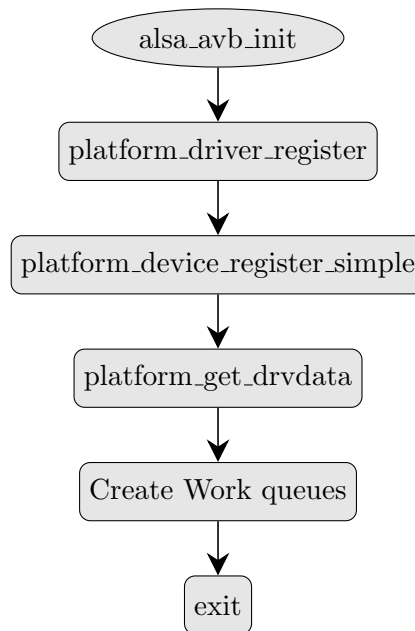 alsa_avb_init
platform_driver_register
platform_device_register_simple
platform_get_drvdata
Create Work queues
exit